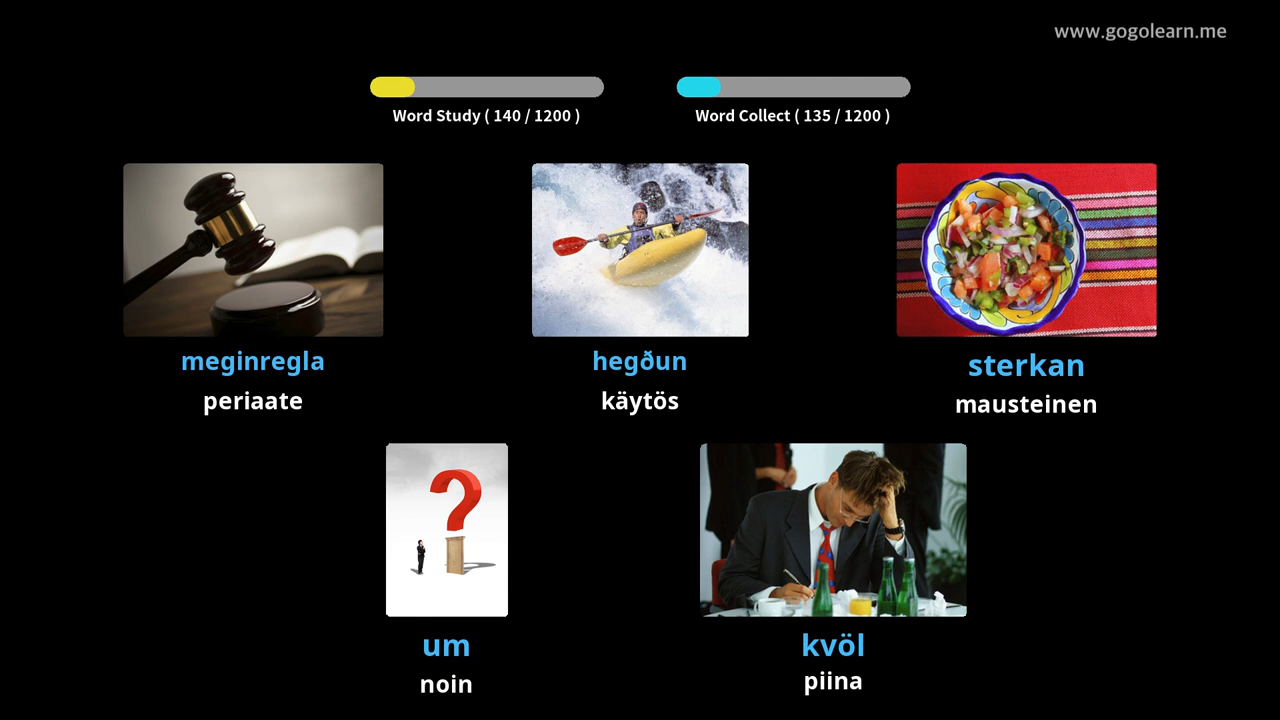 www.gogolearn.me
Word Study ( 140 / 1200 )
Word Collect ( 135 / 1200 )
meginregla
periaate
hegðun
käytös
sterkan
mausteinen
um
noin
kvöl
piina